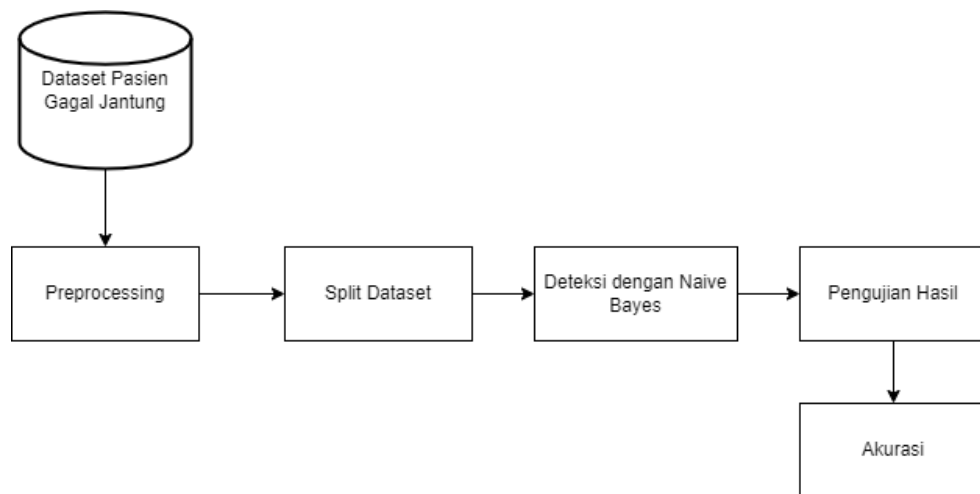 Dataset Pasien
Gagal Jantung
Preprocessing
Split Dataset
Deteksi dengan Naive
Bayes
Pengujian Hasil
Akurasi